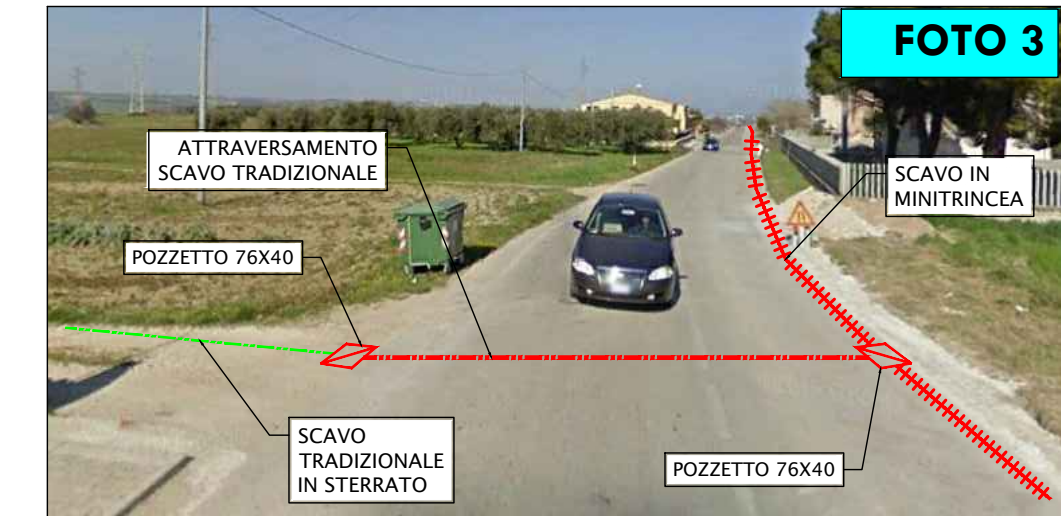 FOTO 3
ATTRAVERSAMENTO
SCAVO TRADIZIONALE
SCAVO IN
MINITRINCEA
POZZETTO 76X40
SCAVO
TRADIZIONALE
IN STERRATO
POZZETTO 76X40